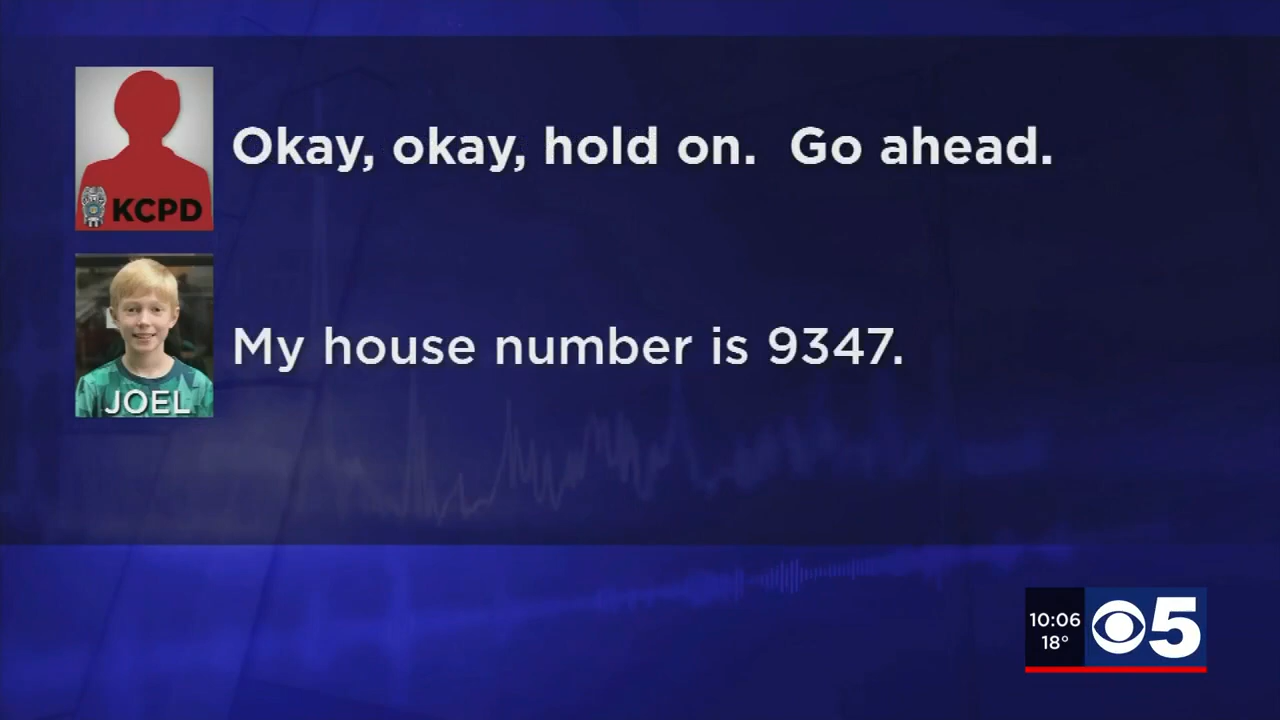 Okay, okay, hold on.  Go ahead.
KCPD
My house number is 9347.
JOEL
10:06
18°
5